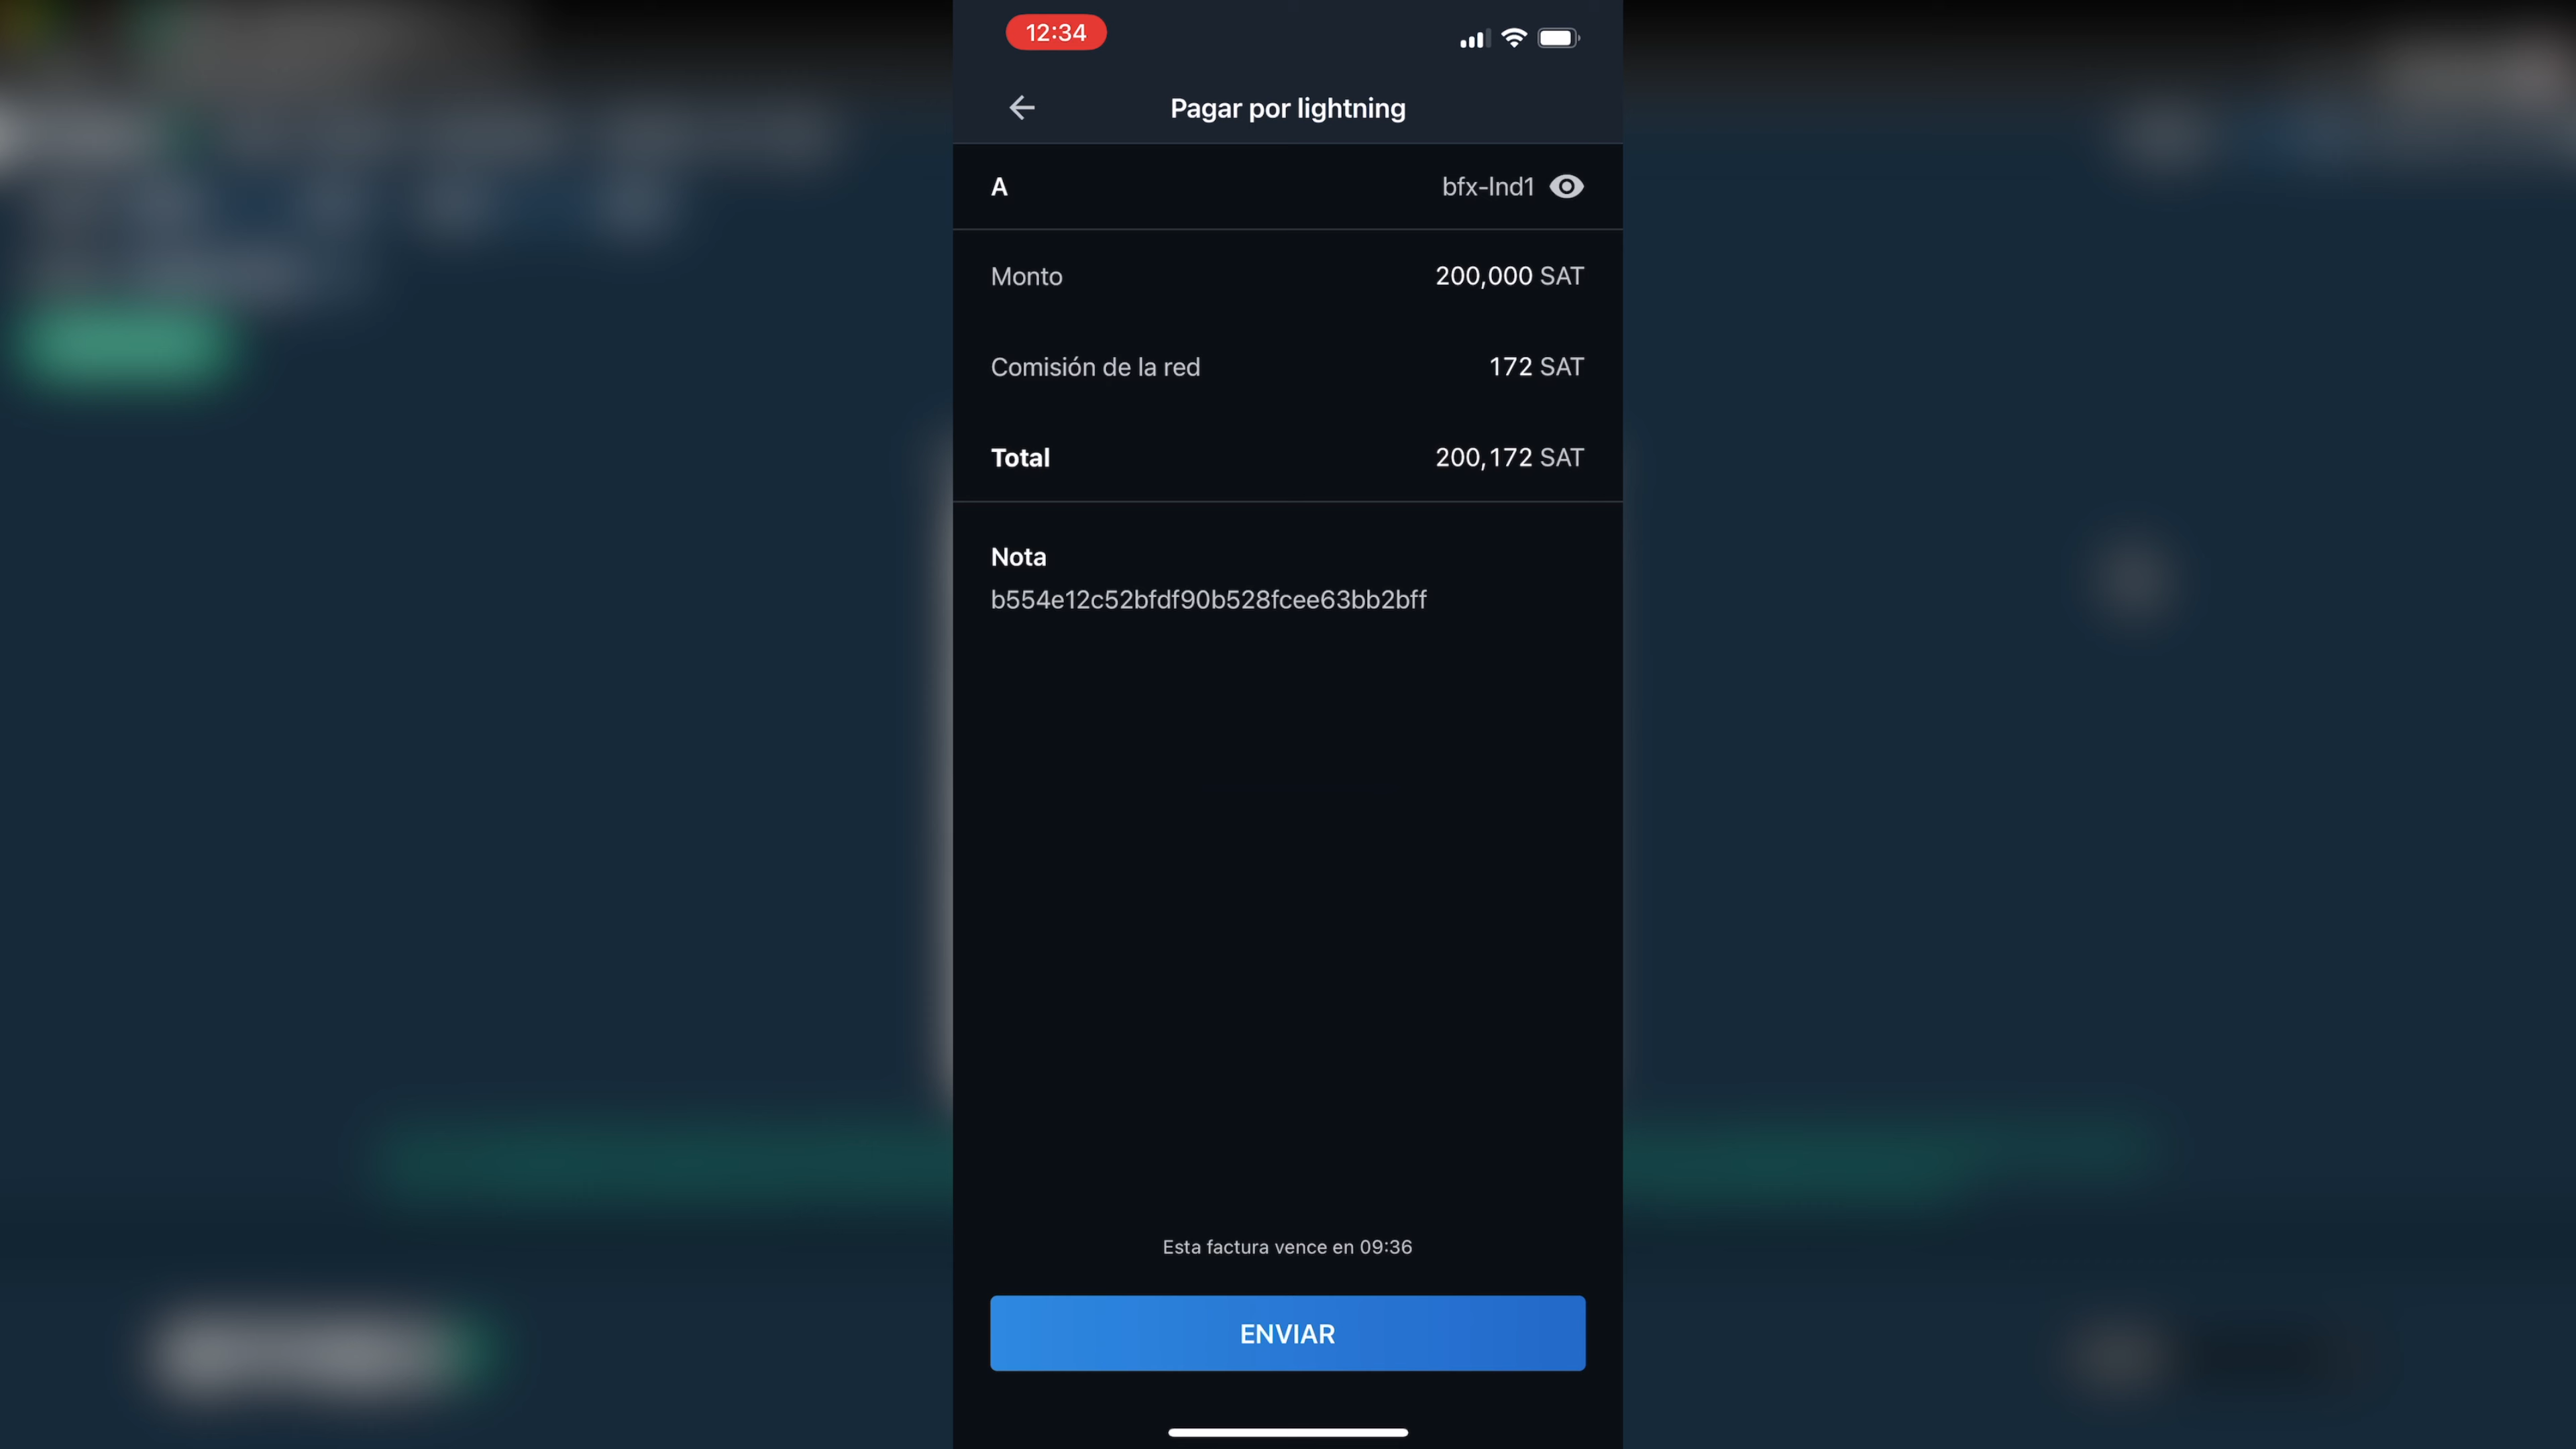 12:34
Pagar por lightning
A bfx-lnd1
Monto 200,000 SAT
Comisión de la red 172 SAT
Total 200,172 SAT
Nota
b554e12c52bfdf90b528fcee63bb2bff
Esta factura vence en 09:36
ENVIAR